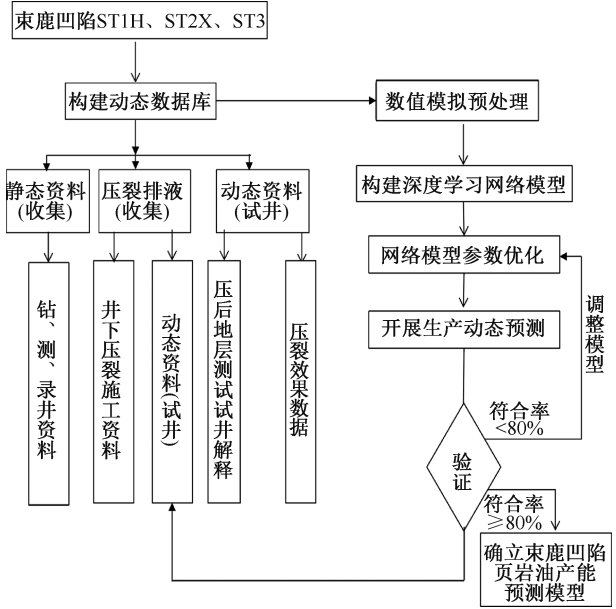 束鹿凹陷ST1H、ST2X、ST3
构建动态数据库
数值模拟预处理
静态资料
(收集)
压裂排液
(收集)
动态资料
(试井)
构建深度学习网络模型
网络模型参数优化
开展生产动态预测
调整模型
钻、测、录井资料
井下压裂施工资料
动态资料(试井)
压后地层测试试井解释
压裂效果数据
符合率
<80%
验证
符合率
≥80%
确立束鹿凹陷
页岩油产能
预测模型